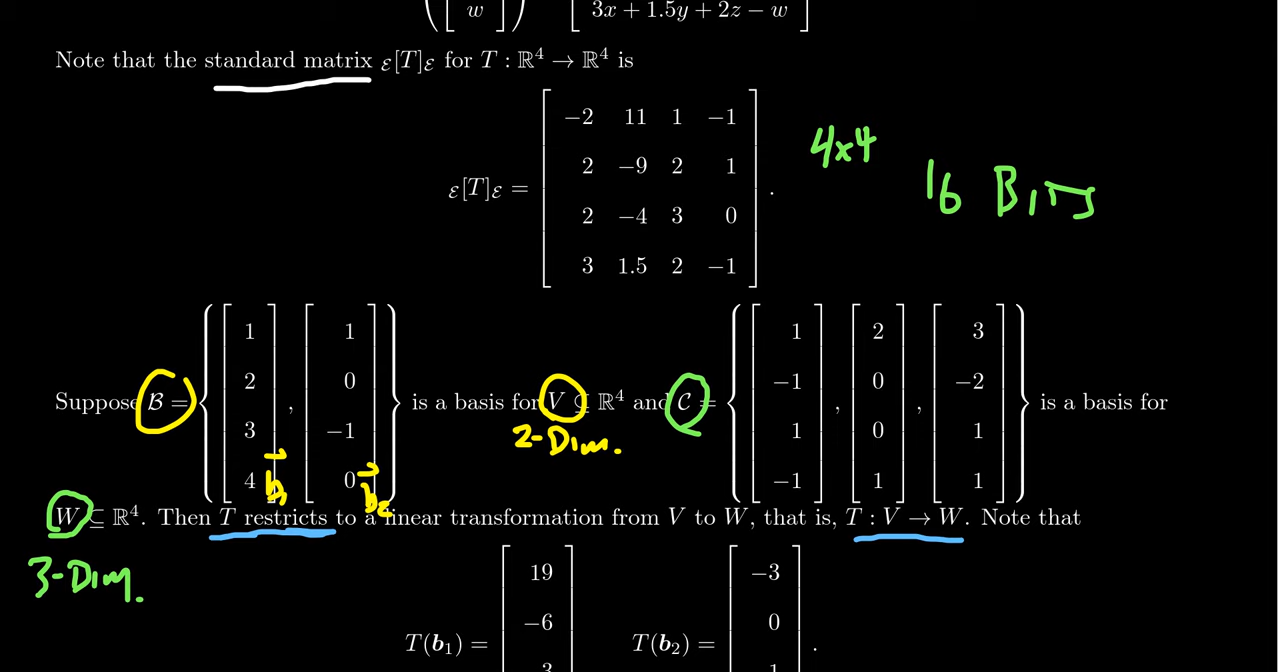 w 3x + 1.5y + 2z − w
Note that the standard matrix ε[T]ε for T : ℝ⁴ → ℝ⁴ is
−2 11 1 −1
2 −9 2 1
ε[T]ε = .
2 −4 3 0
3 1.5 2 −1
4x4
16 Bits
1 1 1 2 3
2 0 −1 0 −2
Suppose B = { , } is a basis for V ⊆ ℝ⁴ and C = { , , } is a basis for
3 −1 1 0 1
4 0 −1 1 1
b₁ b₂
2-Dim.
W ⊆ ℝ⁴. Then T restricts to a linear transformation from V to W, that is, T : V → W. Note that
3-Dim.
19 −3
−6 0
T(b₁) = T(b₂) = .
3 1